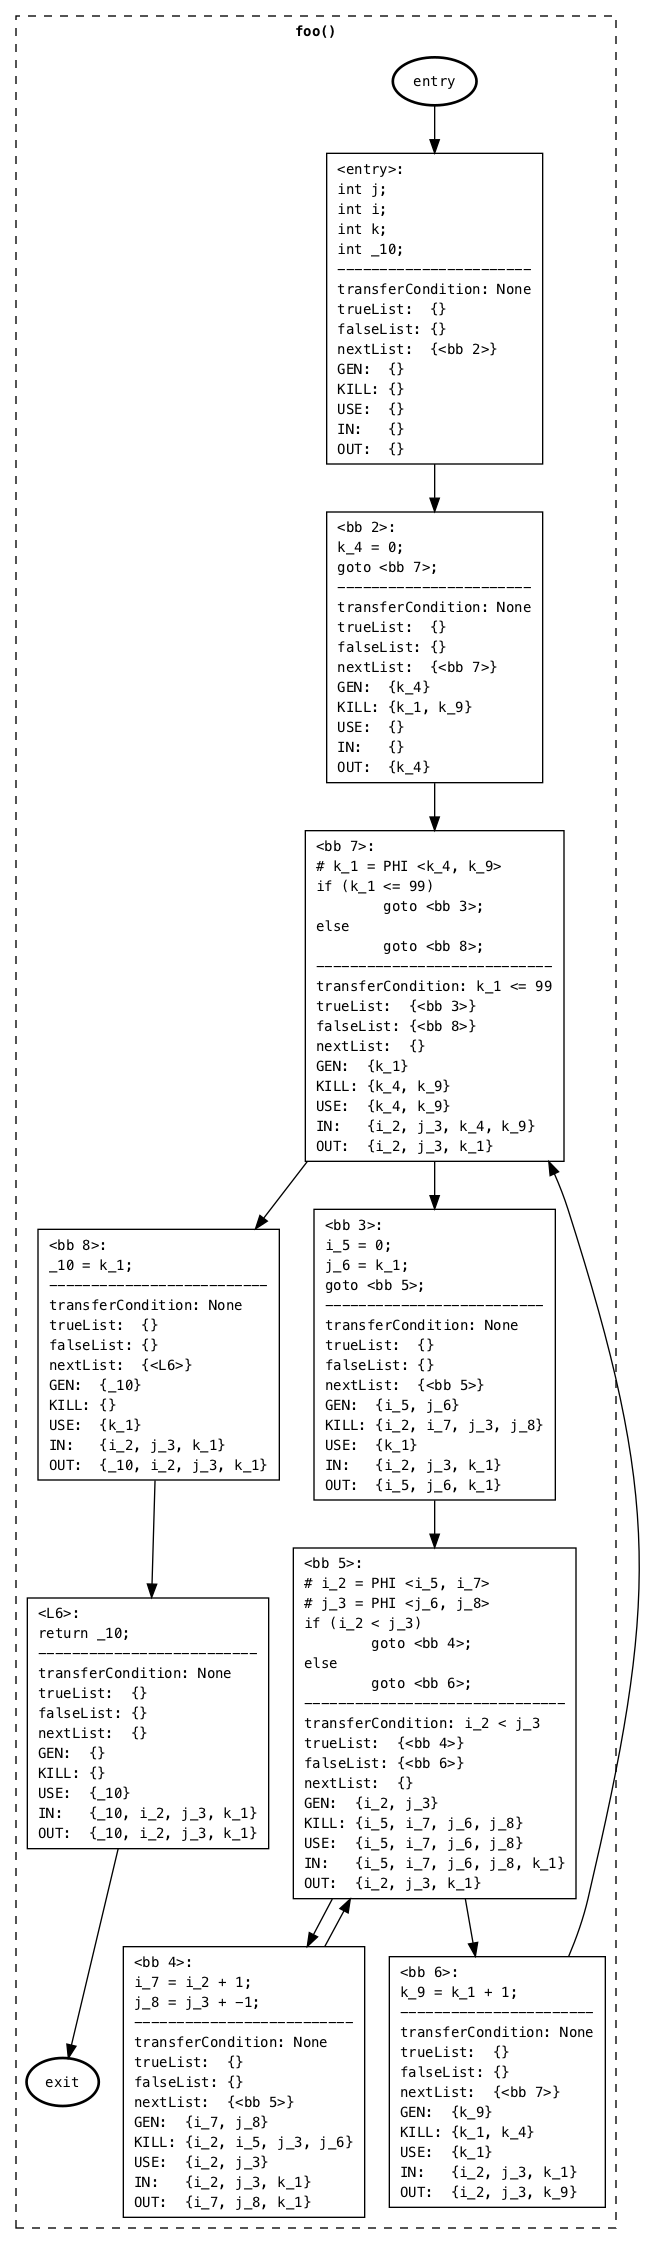 foo()
entry
<entry>:
int j;
int i;
int k;
int _10;
-----------------------
transferCondition: None
trueList:  {}
falseList: {}
nextList:  {<bb 2>}
GEN:  {}
KILL: {}
USE:  {}
IN:   {}
OUT:  {}
<bb 2>:
k_4 = 0;
goto <bb 7>;
-----------------------
transferCondition: None
trueList:  {}
falseList: {}
nextList:  {<bb 7>}
GEN:  {k_4}
KILL: {k_1, k_9}
USE:  {}
IN:   {}
OUT:  {k_4}
<bb 7>:
# k_1 = PHI <k_4, k_9>
if (k_1 <= 99)
        goto <bb 3>;
else
        goto <bb 8>;
----------------------------
transferCondition: k_1 <= 99
trueList:  {<bb 3>}
falseList: {<bb 8>}
nextList:  {}
GEN:  {k_1}
KILL: {k_4, k_9}
USE:  {k_4, k_9}
IN:   {i_2, j_3, k_4, k_9}
OUT:  {i_2, j_3, k_1}
<bb 8>:
_10 = k_1;
--------------------------
transferCondition: None
trueList:  {}
falseList: {}
nextList:  {<L6>}
GEN:  {_10}
KILL: {}
USE:  {k_1}
IN:   {i_2, j_3, k_1}
OUT:  {_10, i_2, j_3, k_1}
<bb 3>:
i_5 = 0;
j_6 = k_1;
goto <bb 5>;
--------------------------
transferCondition: None
trueList:  {}
falseList: {}
nextList:  {<bb 5>}
GEN:  {i_5, j_6}
KILL: {i_2, i_7, j_3, j_8}
USE:  {k_1}
IN:   {i_2, j_3, k_1}
OUT:  {i_5, j_6, k_1}
<L6>:
return _10;
--------------------------
transferCondition: None
trueList:  {}
falseList: {}
nextList:  {}
GEN:  {}
KILL: {}
USE:  {_10}
IN:   {_10, i_2, j_3, k_1}
OUT:  {_10, i_2, j_3, k_1}
<bb 5>:
# i_2 = PHI <i_5, i_7>
# j_3 = PHI <j_6, j_8>
if (i_2 < j_3)
        goto <bb 4>;
else
        goto <bb 6>;
-------------------------------
transferCondition: i_2 < j_3
trueList:  {<bb 4>}
falseList: {<bb 6>}
nextList:  {}
GEN:  {i_2, j_3}
KILL: {i_5, i_7, j_6, j_8}
USE:  {i_5, i_7, j_6, j_8}
IN:   {i_5, i_7, j_6, j_8, k_1}
OUT:  {i_2, j_3, k_1}
<bb 4>:
i_7 = i_2 + 1;
j_8 = j_3 + -1;
--------------------------
transferCondition: None
trueList:  {}
falseList: {}
nextList:  {<bb 5>}
GEN:  {i_7, j_8}
KILL: {i_2, i_5, j_3, j_6}
USE:  {i_2, j_3}
IN:   {i_2, j_3, k_1}
OUT:  {i_7, j_8, k_1}
<bb 6>:
k_9 = k_1 + 1;
-----------------------
transferCondition: None
trueList:  {}
falseList: {}
nextList:  {<bb 7>}
GEN:  {k_9}
KILL: {k_1, k_4}
USE:  {k_1}
IN:   {i_2, j_3, k_1}
OUT:  {i_2, j_3, k_9}
exit